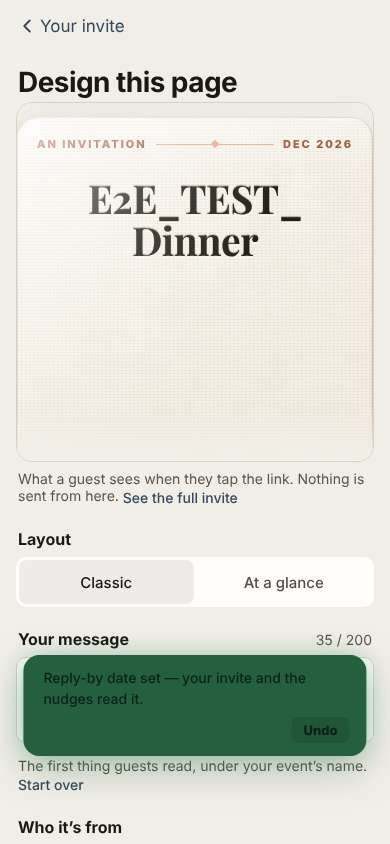 Your invite
Design this page
AN INVITATION DEC 2026
E2E_TEST_
Dinner
What a guest sees when they tap the link. Nothing is
sent from here. See the full invite
Layout
Classic At a glance
Your message 35 / 200
Reply-by date set — your invite and the
nudges read it.
Undo
The first thing guests read, under your event’s name.
Start over
Who it’s from